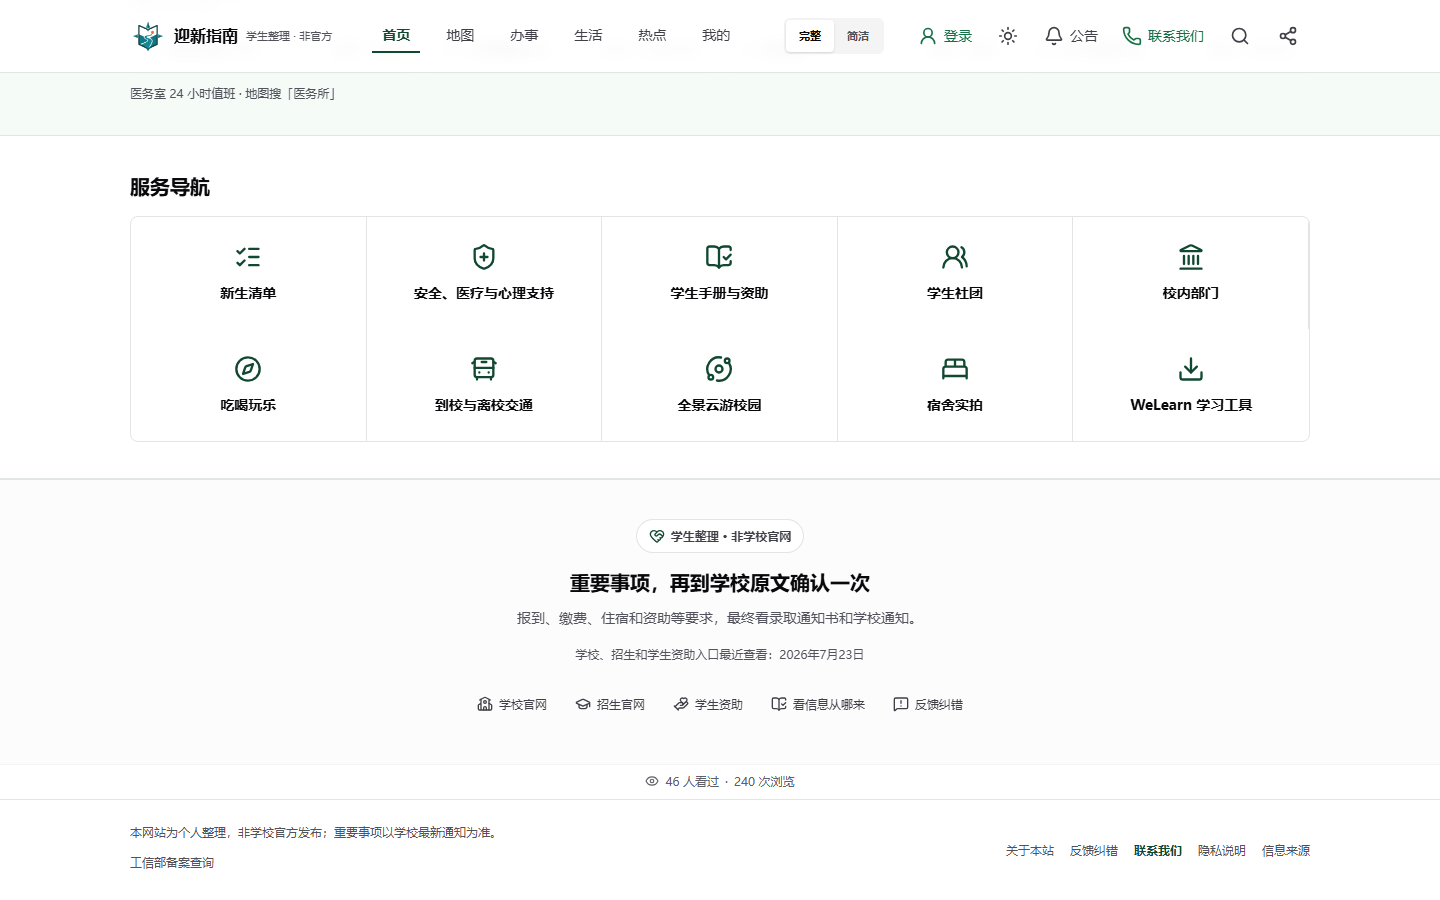 迎新指南 学生整理 · 非官方 首页 地图 办事 生活 热点 我的 完整 简洁 登录 公告 联系我们
医务室 24 小时值班 · 地图搜「医务所」
服务导航
新生清单 安全、医疗与心理支持 学生手册与资助 学生社团 校内部门
吃喝玩乐 到校与离校交通 全景云游校园 宿舍实拍 WeLearn 学习工具
学生整理 • 非学校官网
重要事项，再到学校原文确认一次
报到、缴费、住宿和资助等要求，最终看录取通知书和学校通知。
学校、招生和学生资助入口最近查看：2026年7月23日
学校官网 招生官网 学生资助 看信息从哪来 反馈纠错
46 人看过 · 240 次浏览
本网站为个人整理，非学校官方发布；重要事项以学校最新通知为准。
工信部备案查询
关于本站 反馈纠错 联系我们 隐私说明 信息来源